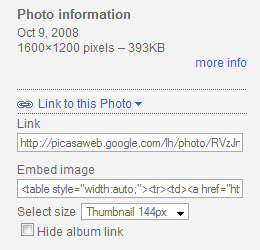 Photo information
Oct 9, 2008
1600×1200 pixels – 393KB
more info
Link to this Photo
Link
http://picasaweb.google.com/lh/photo/RVzJr
Embed image
<table style="width:auto;"><tr><td><a href="ht
Select size Thumbnail 144px
Hide album link